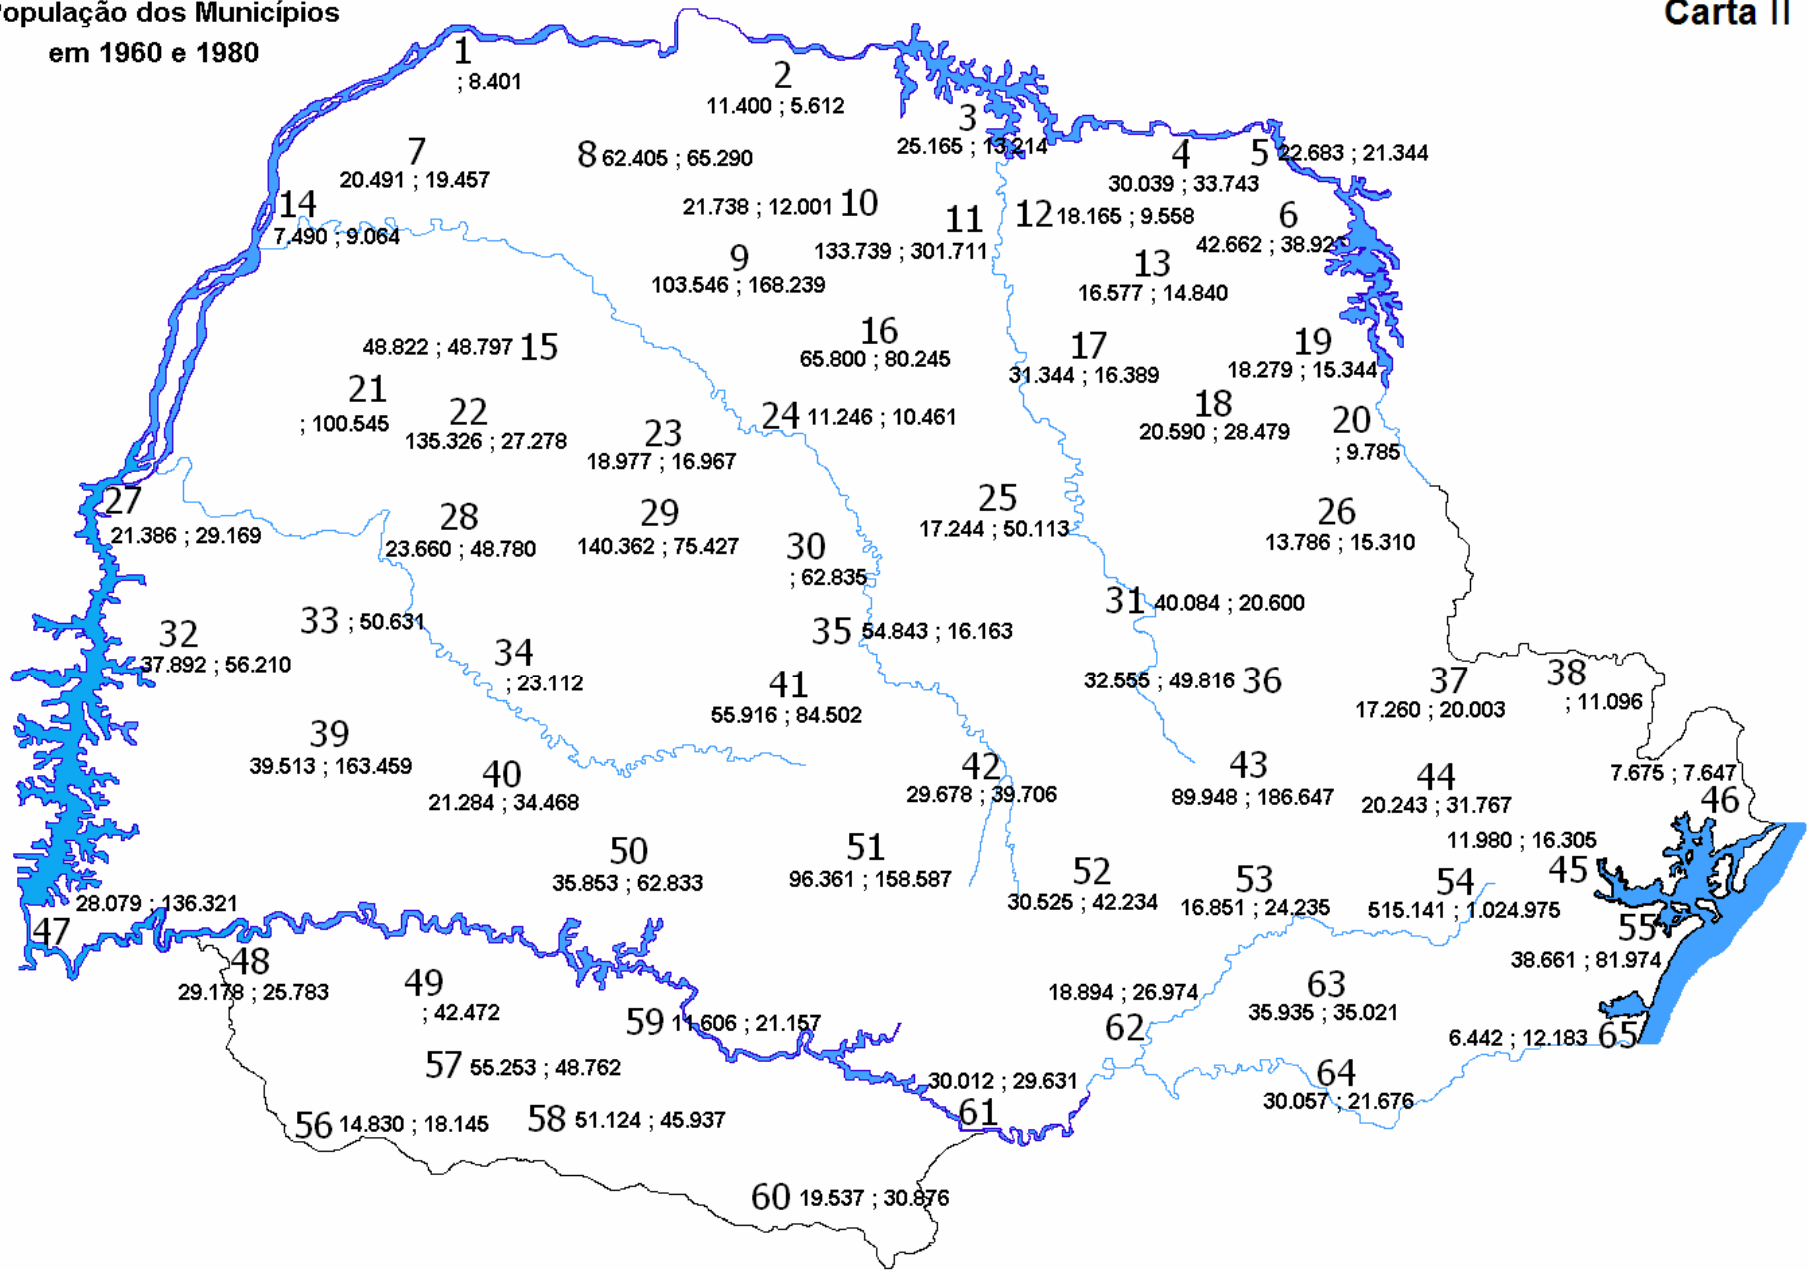 População dos Municípios
em 1960 e 1980
Carta II
1
; 8.401
2
11.400 ; 5.612
3
25.165 ; 13.214
4
30.039 ; 33.743
5 22.683 ; 21.344
6
42.662 ; 38.92
7
20.491 ; 19.457
8 62.405 ; 65.290
21.738 ; 12.001 10
9
103.546 ; 168.239
11
133.739 ; 301.711
12 18.165 ; 9.558
13
16.577 ; 14.840
14
7.490 ; 9.064
48.822 ; 48.797 15
16
65.800 ; 80.245
17
31.344 ; 16.389
18
20.590 ; 28.479
19
18.279 ; 15.344
20
; 9.785
21
; 100.545
22
135.326 ; 27.278
23
18.977 ; 16.967
24 11.246 ; 10.461
25
17.244 ; 50.113
26
13.786 ; 15.310
27
21.386 ; 29.169
28
23.660 ; 48.780
29
140.362 ; 75.427
30
; 62.835
31 40.084 ; 20.600
32
37.892 ; 56.210
33 ; 50.631
34
; 23.112
35 54.843 ; 16.163
32.555 ; 49.816 36
37
17.260 ; 20.003
38
; 11.096
39
39.513 ; 163.459
40
21.284 ; 34.468
41
55.916 ; 84.502
42
29.678 ; 39.706
43
89.948 ; 186.647
44
20.243 ; 31.767
11.980 ; 16.305
45
7.675 ; 7.647
46
28.079 ; 136.321
47
48
29.178 ; 25.783
49
; 42.472
50
35.853 ; 62.833
51
96.361 ; 158.587
52
30.525 ; 42.234
53
16.851 ; 24.235
54
515.141 ; 1.024.975
55
38.661 ; 81.974
56 14.830 ; 18.145
57 55.253 ; 48.762
58 51.124 ; 45.937
59 11.606 ; 21.157
60 19.537 ; 30.876
30.012 ; 29.631
61
18.894 ; 26.974
62
63
35.935 ; 35.021
64
30.057 ; 21.676
6.442 ; 12.183 65